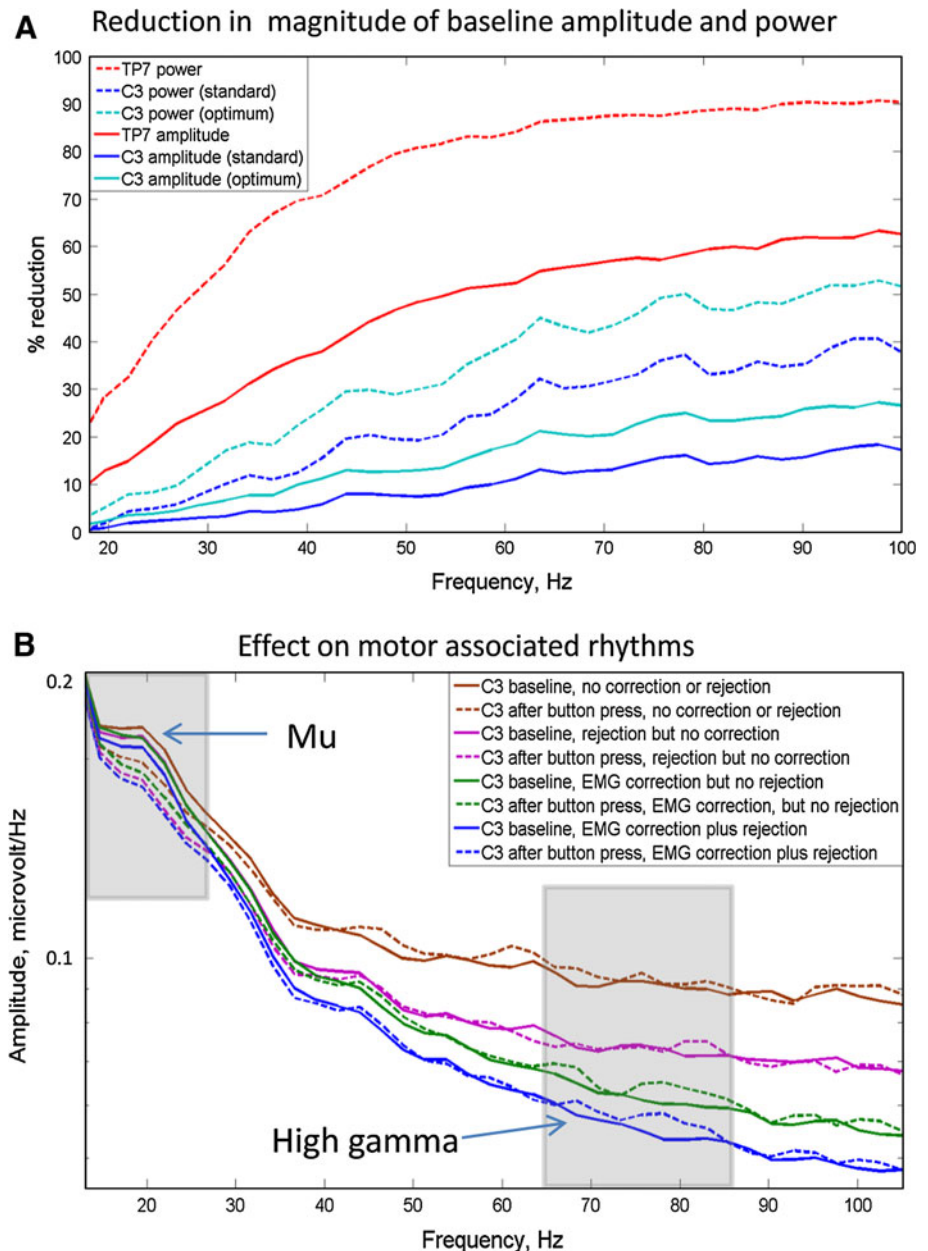 A
Reduction in magnitude of baseline amplitude and power
100
90
80
70
60
50
40
30
20
10
0
% reduction
TP7 power
C3 power (standard)
C3 power (optimum)
TP7 amplitude
C3 amplitude (standard)
C3 amplitude (optimum)
20 30 40 50 60 70 80 90 100
Frequency, Hz
B
Effect on motor associated rhythms
0.2
0.1
Amplitude, microvolt/Hz
C3 baseline, no correction or rejection
C3 after button press, no correction or rejection
C3 baseline, rejection but no correction
C3 after button press, rejection but no correction
C3 baseline, EMG correction but no rejection
C3 after button press, EMG correction, but no rejection
C3 baseline, EMG correction plus rejection
C3 after button press, EMG correction plus rejection
Mu
High gamma
20 30 40 50 60 70 80 90 100
Frequency, Hz